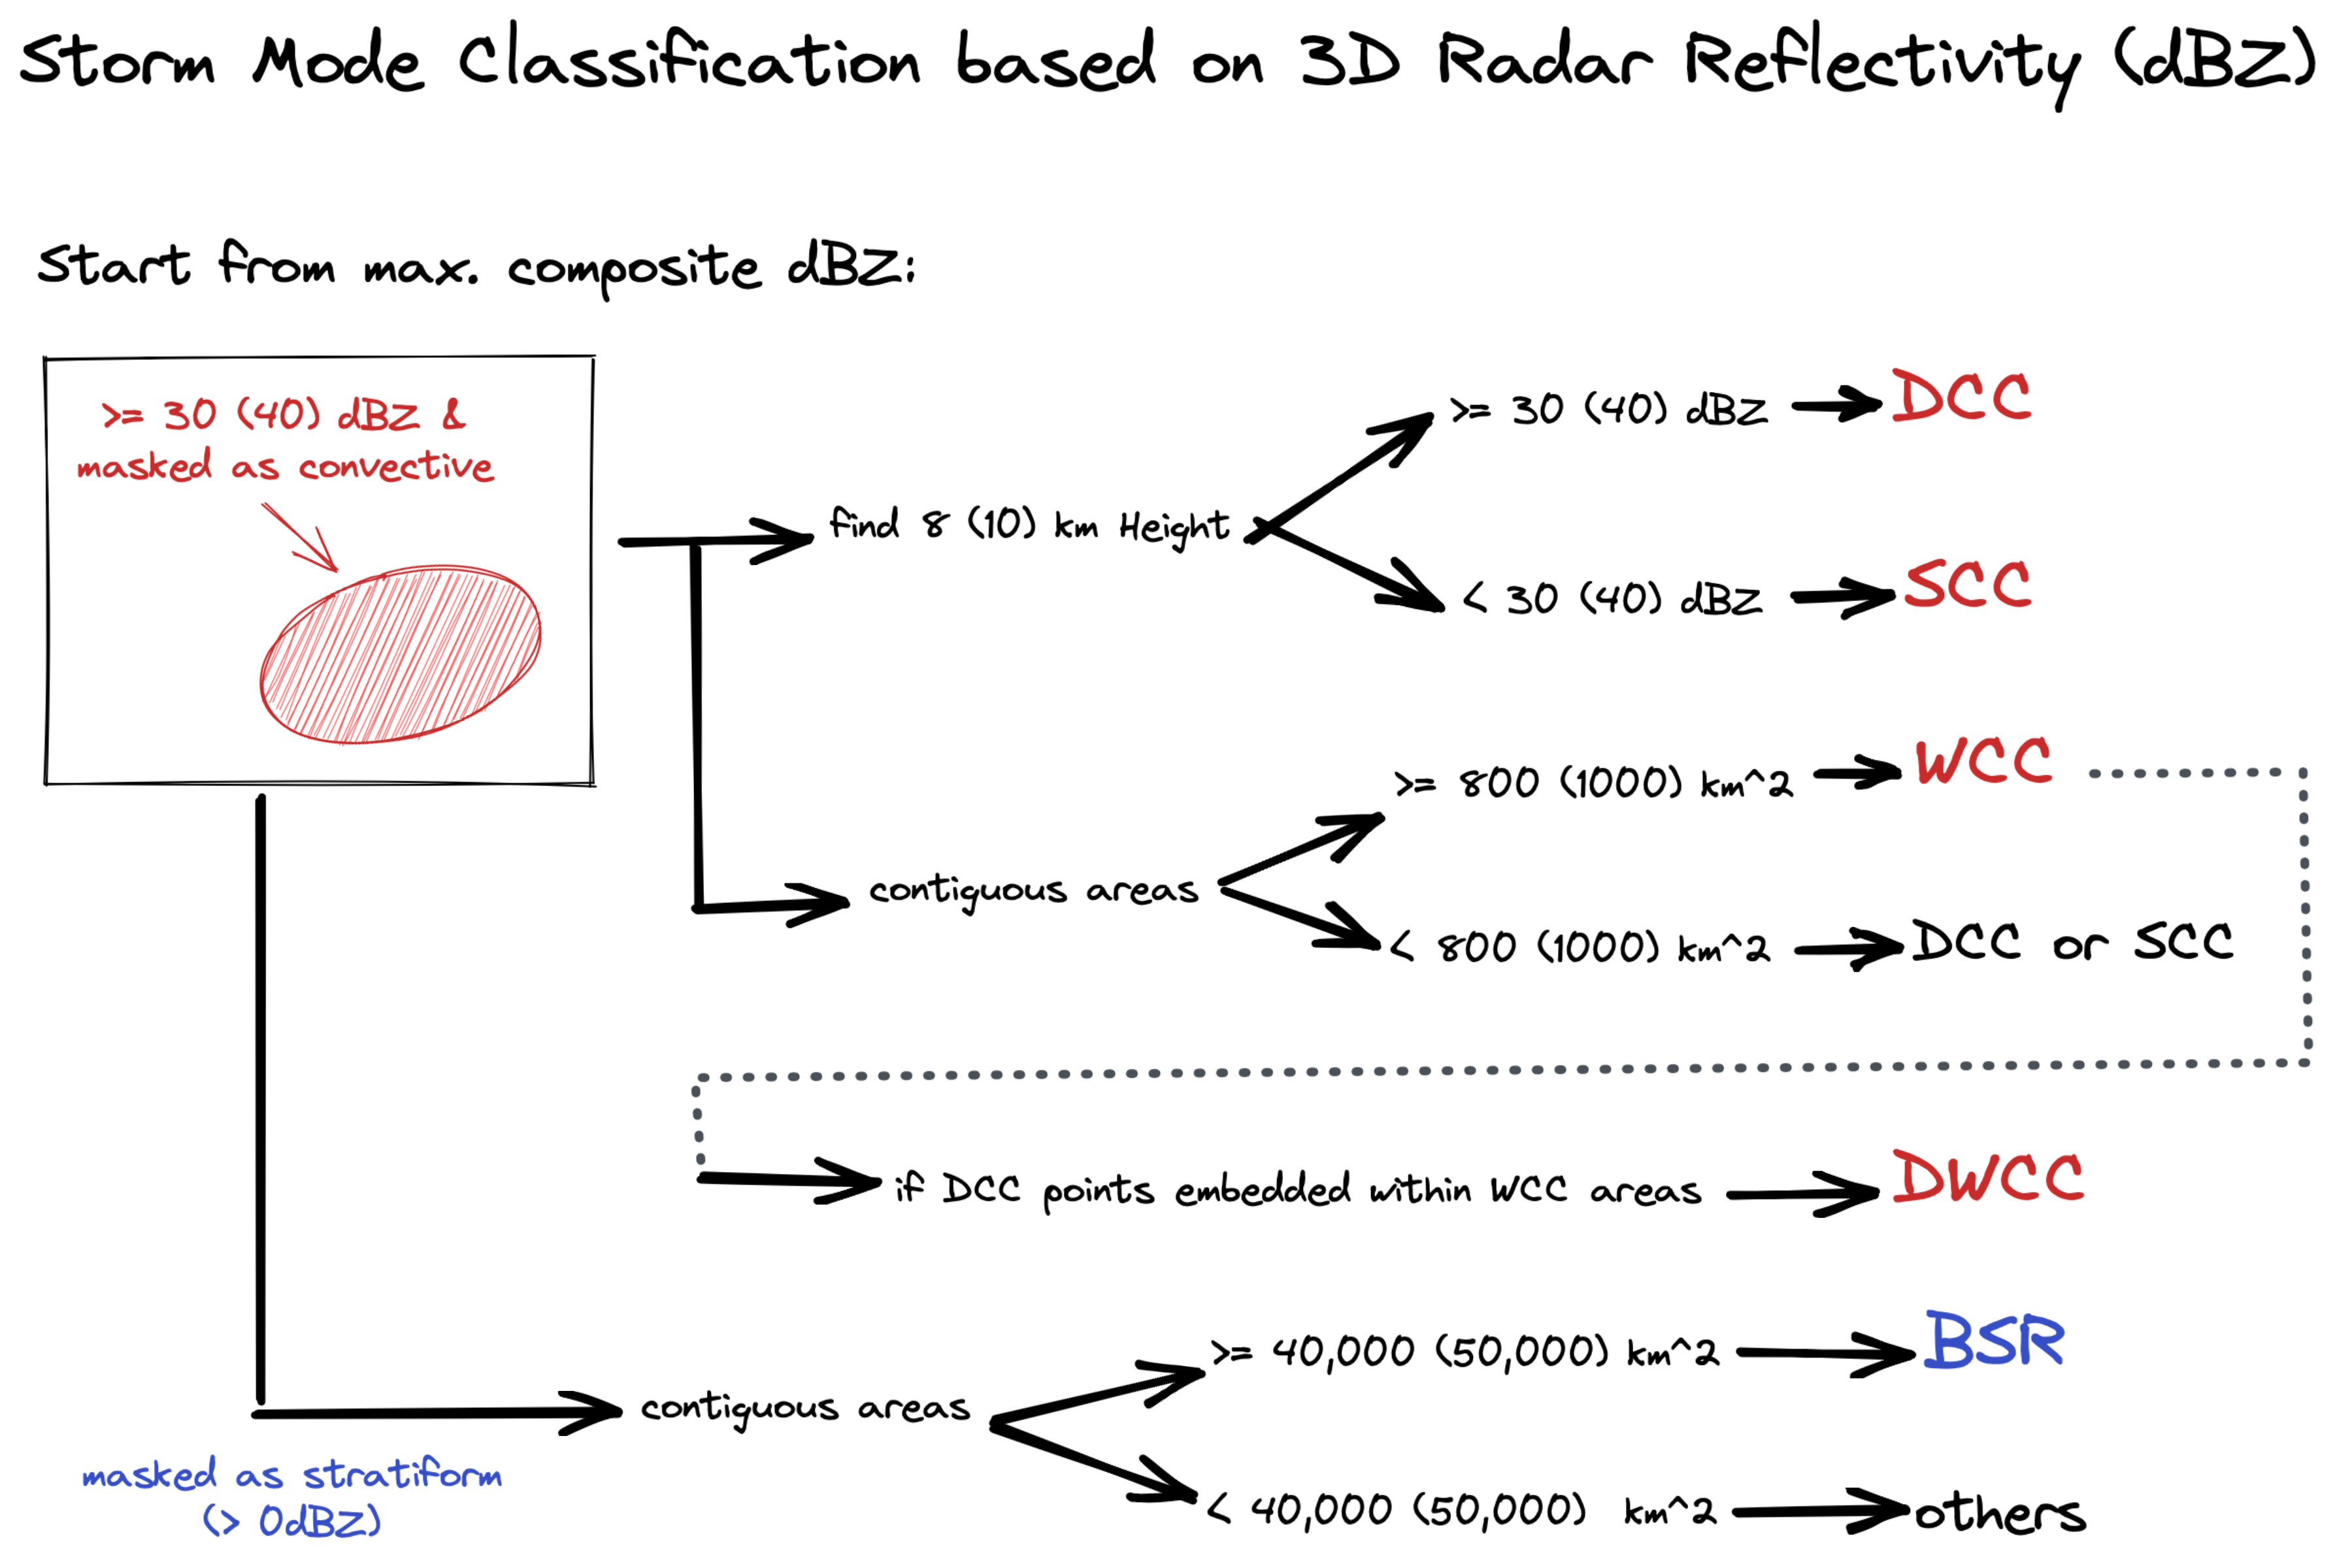 Storm Mode Classification based on 3D Radar Reflectivity (dBZ)
Start from max. composite dBZ:
>= 30 (40) dBZ &
masked as convective
find 8 (10) km Height
>= 30 (40) dBZ
DCC
< 30 (40) dBZ
SCC
contiguous areas
>= 800 (1000) km^2
WCC
< 800 (1000) km^2
DCC or SCC
if DCC points embedded within WCC areas
DWCC
masked as stratiform
(> 0dBZ)
contiguous areas
>= 40,000 (50,000) km^2
BSR
< 40,000 (50,000) km^2
others